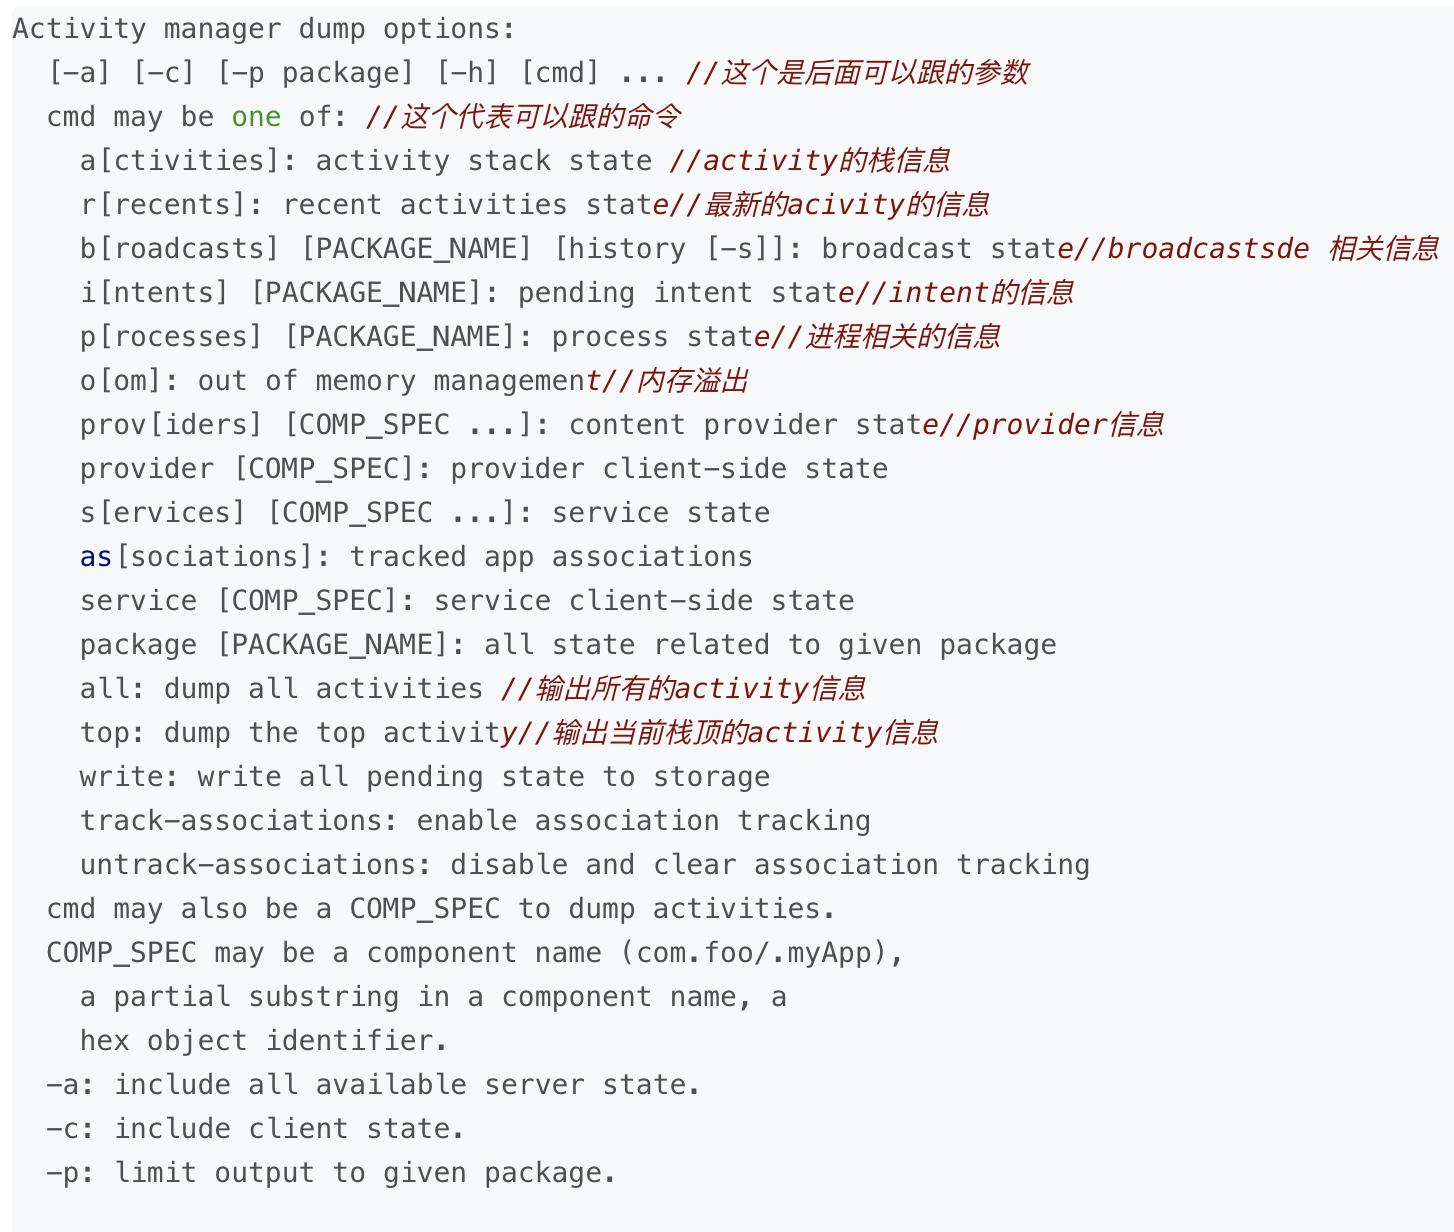 Activity manager dump options:
[-a] [-c] [-p package] [-h] [cmd] ... //这个是后面可以跟的参数
cmd may be one of: //这个代表可以跟的命令
a[ctivities]: activity stack state //activity的栈信息
r[recents]: recent activities state//最新的acivity的信息
b[roadcasts] [PACKAGE_NAME] [history [-s]]: broadcast state//broadcastsde 相关信息
i[ntents] [PACKAGE_NAME]: pending intent state//intent的信息
p[rocesses] [PACKAGE_NAME]: process state//进程相关的信息
o[om]: out of memory management//内存溢出
prov[iders] [COMP_SPEC ...]: content provider state//provider信息
provider [COMP_SPEC]: provider client-side state
s[ervices] [COMP_SPEC ...]: service state
as[sociations]: tracked app associations
service [COMP_SPEC]: service client-side state
package [PACKAGE_NAME]: all state related to given package
all: dump all activities //输出所有的activity信息
top: dump the top activity//输出当前栈顶的activity信息
write: write all pending state to storage
track-associations: enable association tracking
untrack-associations: disable and clear association tracking
cmd may also be a COMP_SPEC to dump activities.
COMP_SPEC may be a component name (com.foo/.myApp),
a partial substring in a component name, a
hex object identifier.
-a: include all available server state.
-c: include client state.
-p: limit output to given package.